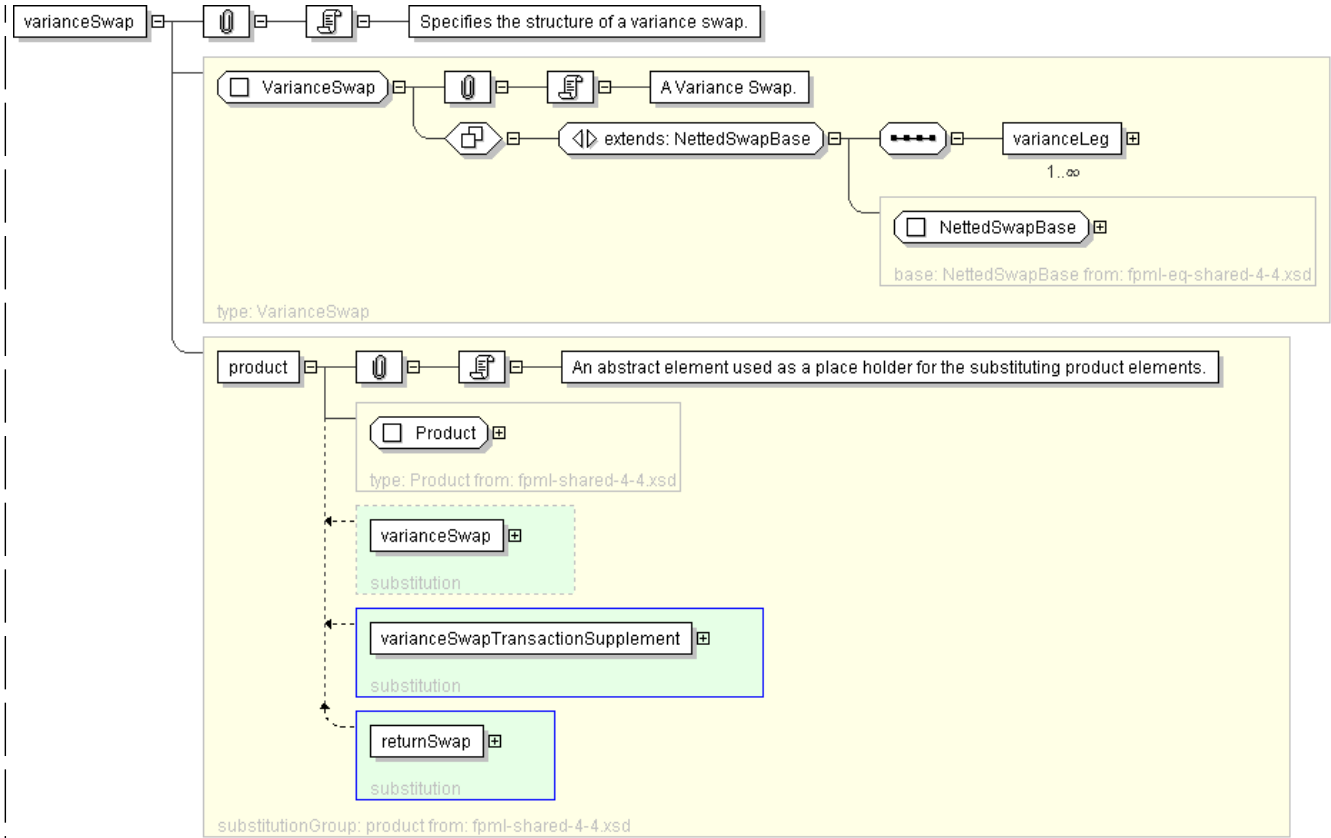 varianceSwap
Specifies the structure of a variance swap.
VarianceSwap
A Variance Swap.
extends: NettedSwapBase
varianceLeg
1..∞
NettedSwapBase
base: NettedSwapBase from: fpml-eq-shared-4-4.xsd
type: VarianceSwap
product
An abstract element used as a place holder for the substituting product elements.
Product
type: Product from: fpml-shared-4-4.xsd
varianceSwap
substitution
varianceSwapTransactionSupplement
substitution
returnSwap
substitution
substitutionGroup: product from: fpml-shared-4-4.xsd